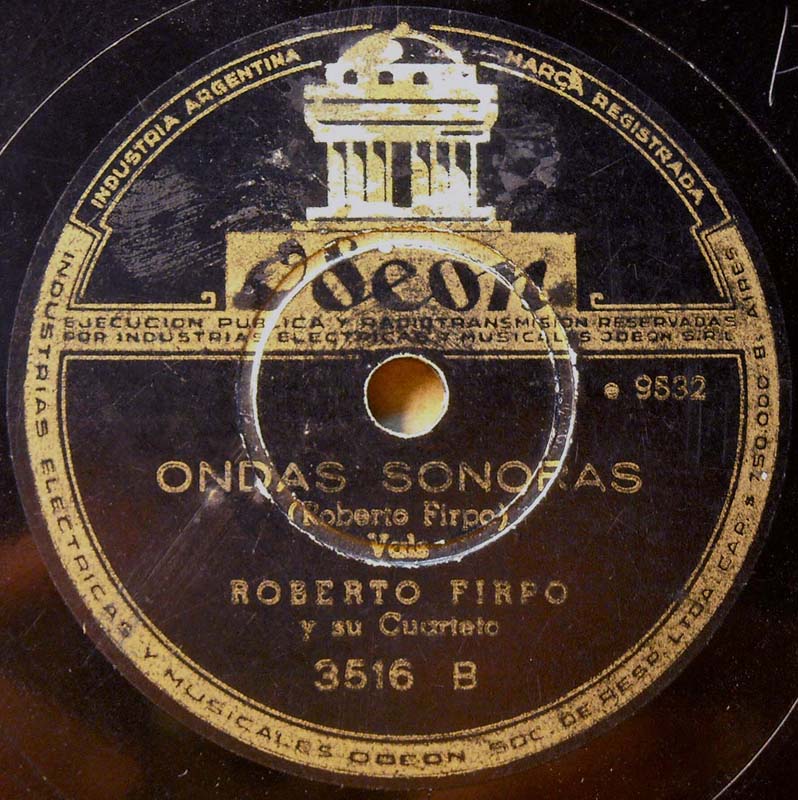 INDUSTRIA ARGENTINA
MARCA REGISTRADA
Odeon
EJECUCION PUBLICA Y RADIOTRANSMISION RESERVADAS
POR INDUSTRIAS ELECTRICAS Y MUSICALES ODEON S.R.L
e 9532
ONDAS SONORAS
(Roberto Firpo)
Vals
ROBERTO FIRPO
y su Cuarteto
3516 B
INDUSTRIAS ELECTRICAS Y MUSICALES ODEON SOC. DE RESP. LTDA CAP. $ 750.000 Bs AIRES